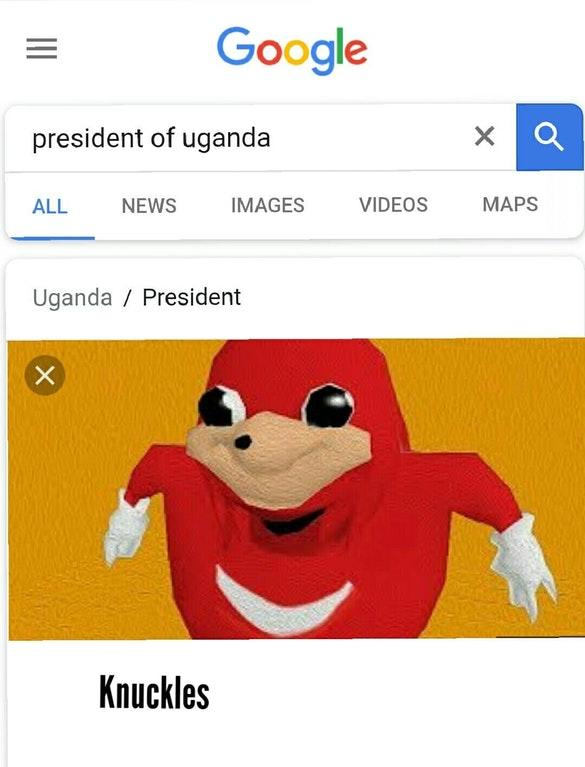 Google
president of uganda
ALL NEWS IMAGES VIDEOS MAPS
Uganda / President
Knuckles